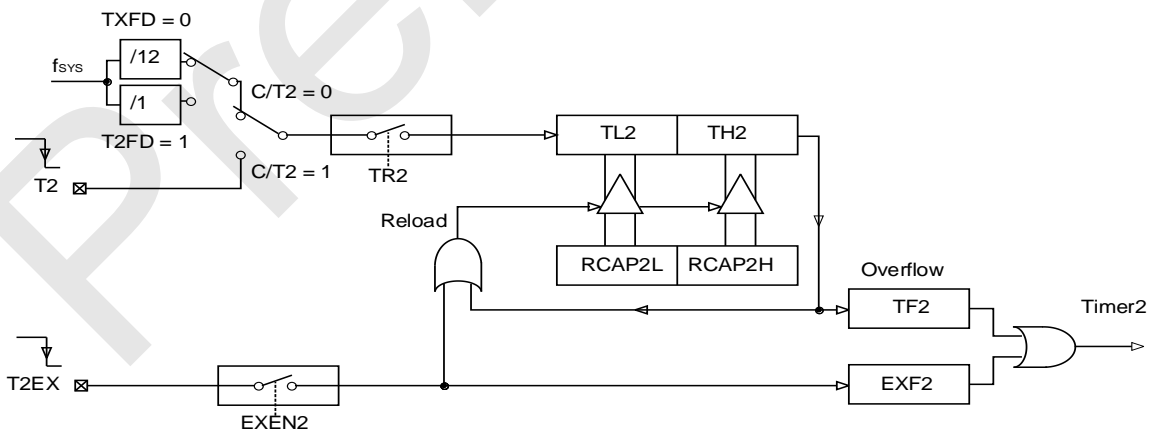 TXFD = 0
/12
fSYS
C/T2 = 0
/1
TL2
TH2
T2FD = 1
C/T2 = 1
TR2
T2
Reload
RCAP2L
RCAP2H
Overflow
TF2
Timer2
T2EX
EXF2
EXEN2
Pre